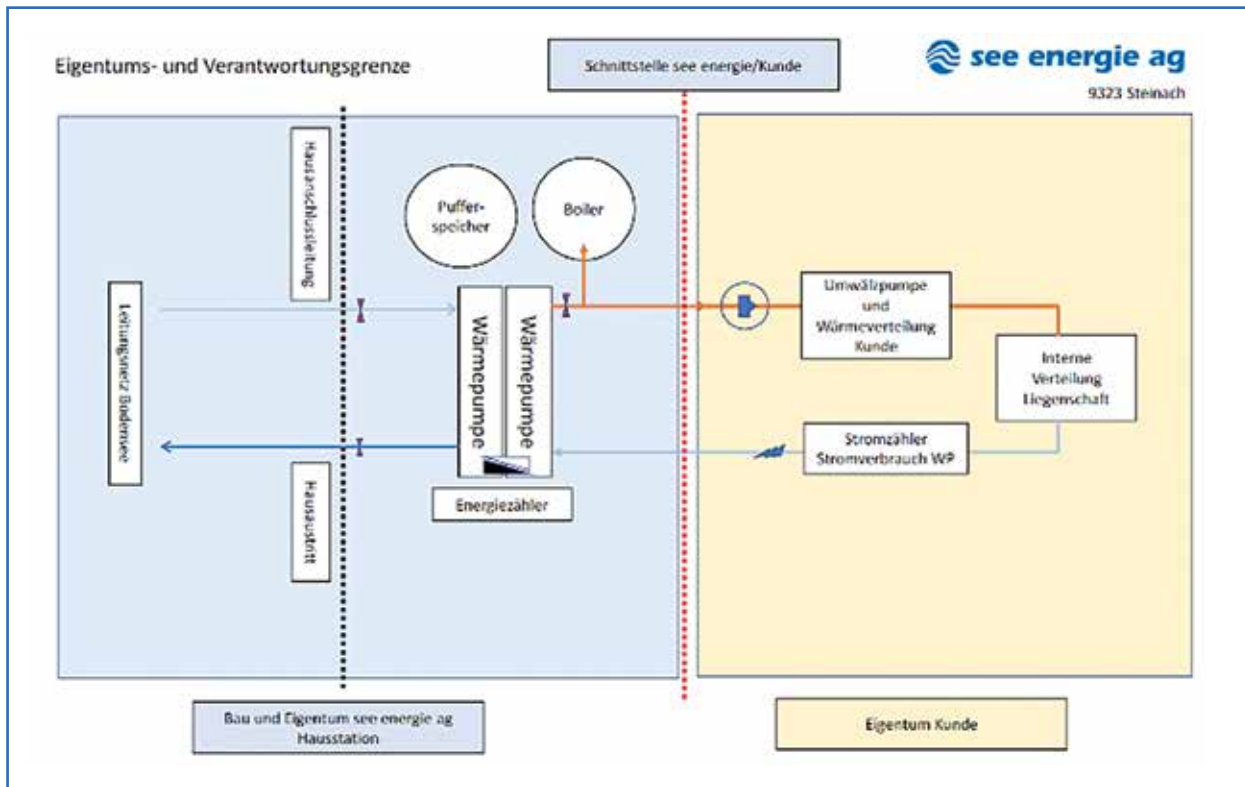 Eigentums- und Verantwortungsgrenze
Schnittstelle see energie/Kunde
see energie ag
9323 Steinach
Hausanschlussleitung
Puffer-
speicher
Boiler
Leitungsnetz Bodensee
Wärmepumpe
Wärmepumpe
Umwälzpumpe
und
Wärmeverteilung
Kunde
Interne
Verteilung
Liegenschaft
Stromzähler
Stromverbrauch WP
Energiezähler
Hausaustritt
Bau und Eigentum see energie ag
Hausstation
Eigentum Kunde